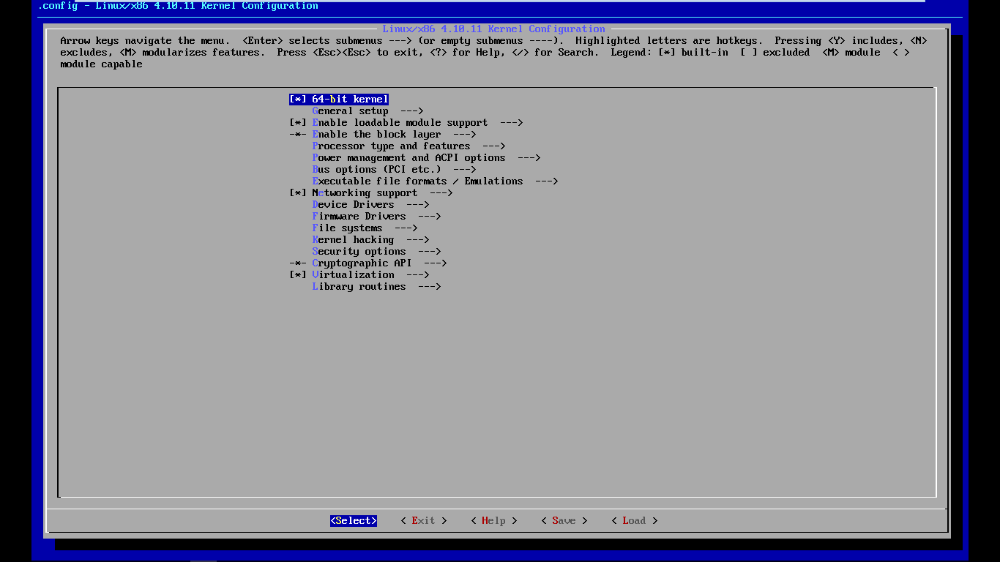 .config - Linux/x86 4.10.11 Kernel Configuration
Linux/x86 4.10.11 Kernel Configuration
Arrow keys navigate the menu.  <Enter> selects submenus ---> (or empty submenus ----).  Highlighted letters are hotkeys.  Pressing <Y> includes, <N>
excludes, <M> modularizes features.  Press <Esc><Esc> to exit, <?> for Help, </> for Search.  Legend: [*] built-in  [ ] excluded  <M> module  < >
module capable
[*] 64-bit kernel
General setup  --->
[*] Enable loadable module support  --->
-*- Enable the block layer  --->
Processor type and features  --->
Power management and ACPI options  --->
Bus options (PCI etc.)  --->
Executable file formats / Emulations  --->
[*] Networking support  --->
Device Drivers  --->
Firmware Drivers  --->
File systems  --->
Kernel hacking  --->
Security options  --->
-*- Cryptographic API  --->
[*] Virtualization  --->
Library routines  --->
<Select>    < Exit >    < Help >    < Save >    < Load >